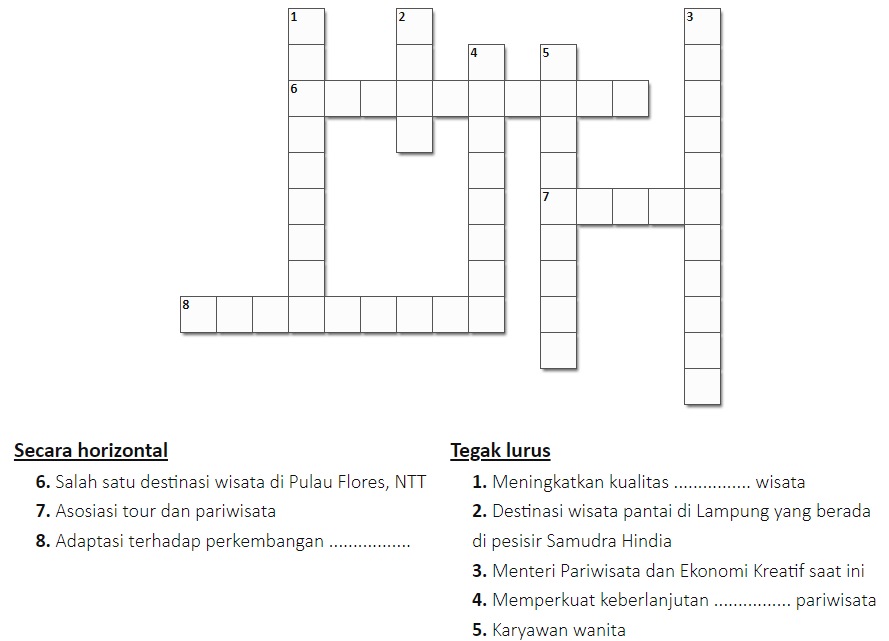 1 2 3
4 5
6
7
8
Secara horizontal
6. Salah satu destinasi wisata di Pulau Flores, NTT
7. Asosiasi tour dan pariwisata
8. Adaptasi terhadap perkembangan .................
Tegak lurus
1. Meningkatkan kualitas ................ wisata
2. Destinasi wisata pantai di Lampung yang berada
di pesisir Samudra Hindia
3. Menteri Pariwisata dan Ekonomi Kreatif saat ini
4. Memperkuat keberlanjutan ................ pariwisata
5. Karyawan wanita